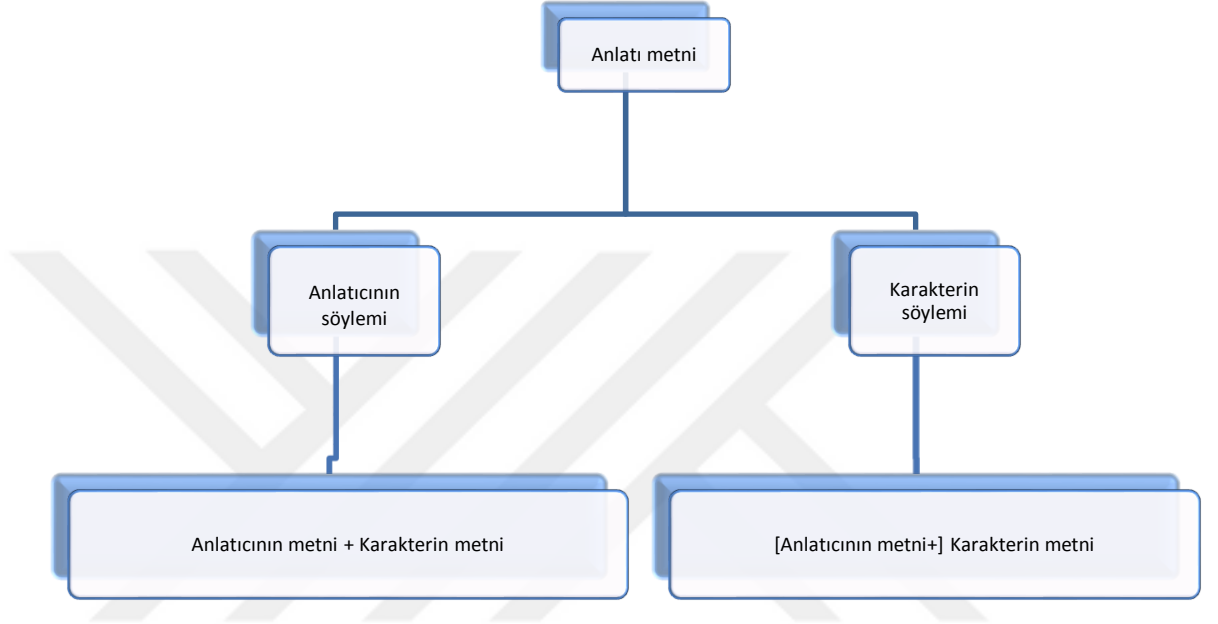 Anlatı metni
Anlatıcının
söylemi
Karakterin
söylemi
Anlatıcının metni + Karakterin metni
[Anlatıcının metni+] Karakterin metni